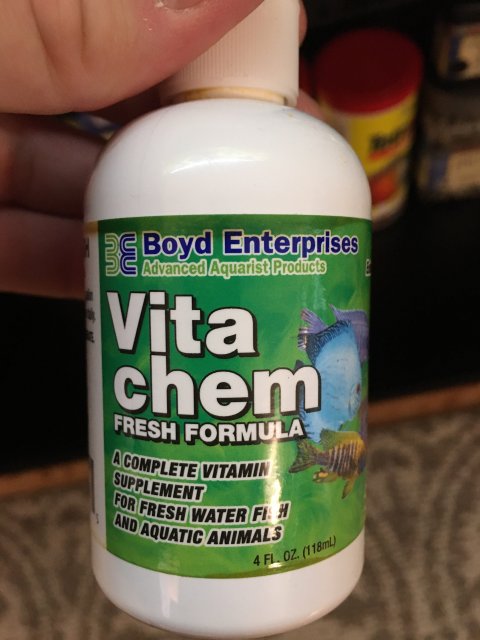 Boyd Enterprises
Advanced Aquarist Products
Vita
chem
FRESH FORMULA
A COMPLETE VITAMIN
SUPPLEMENT
FOR FRESH WATER FISH
AND AQUATIC ANIMALS
4 FL. OZ. (118mL)